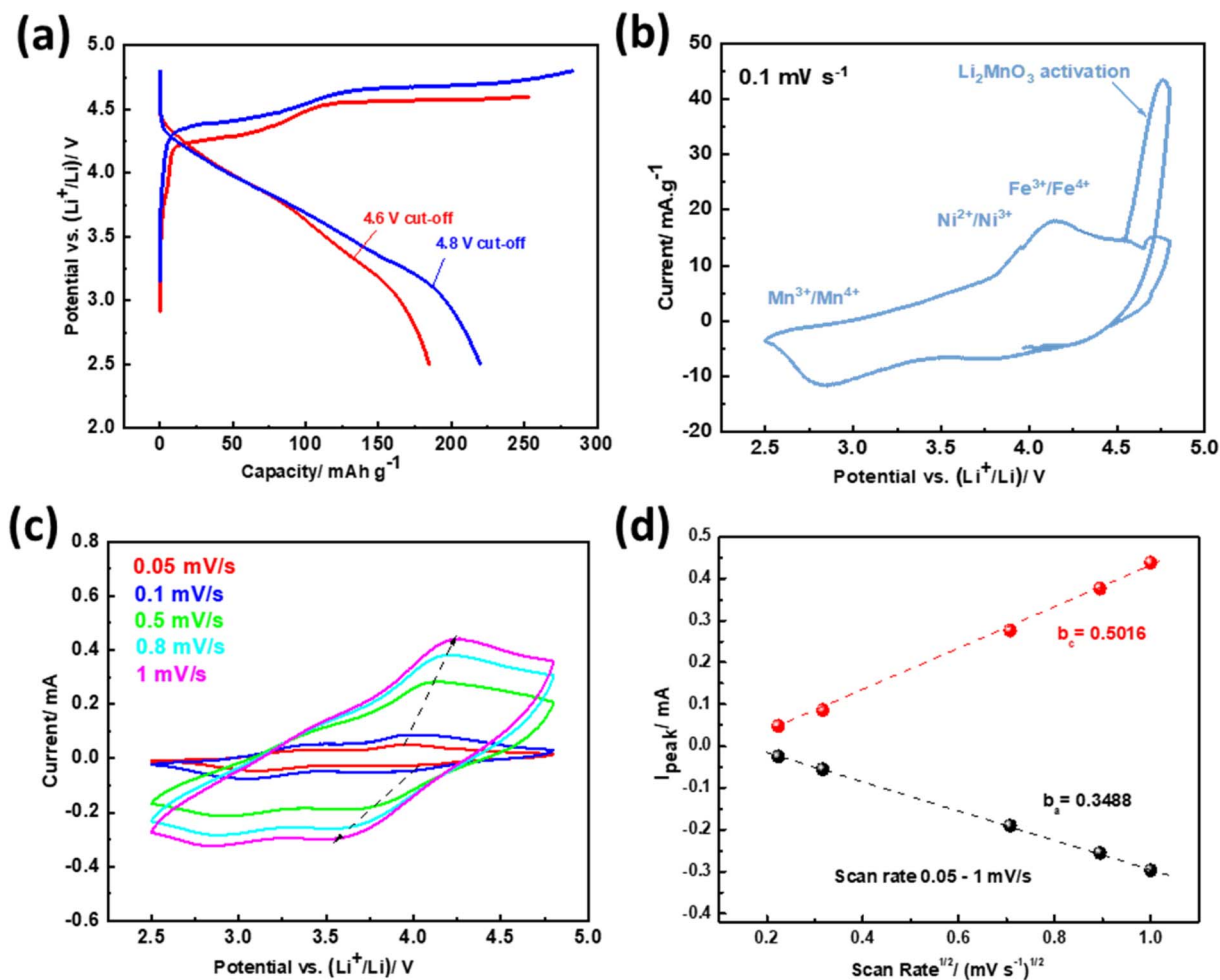 (a)
5.0
4.5
4.0
3.5
3.0
2.5
2.0
Potential vs. (Li⁺/Li)/ V
4.6 V cut-off
4.8 V cut-off
0 50 100 150 200 250 300
Capacity/ mAh g⁻¹
(b)
50
40
30
20
10
0
-10
-20
Current/ mA.g⁻¹
0.1 mV s⁻¹
Li₂MnO₃ activation
Fe³⁺/Fe⁴⁺
Ni²⁺/Ni³⁺
Mn³⁺/Mn⁴⁺
2.5 3.0 3.5 4.0 4.5 5.0
Potential vs. (Li⁺/Li)/ V
(c)
0.8
0.6
0.4
0.2
0.0
-0.2
-0.4
-0.6
Current/ mA
0.05 mV/s
0.1 mV/s
0.5 mV/s
0.8 mV/s
1 mV/s
2.5 3.0 3.5 4.0 4.5 5.0
Potential vs. (Li⁺/Li)/ V
(d)
0.5
0.4
0.3
0.2
0.1
0.0
-0.1
-0.2
-0.3
-0.4
I_peak/ mA
b_c= 0.5016
b_a= 0.3488
Scan rate 0.05 - 1 mV/s
0.2 0.4 0.6 0.8 1.0
Scan Rate^1/2/ (mV s⁻¹)^1/2